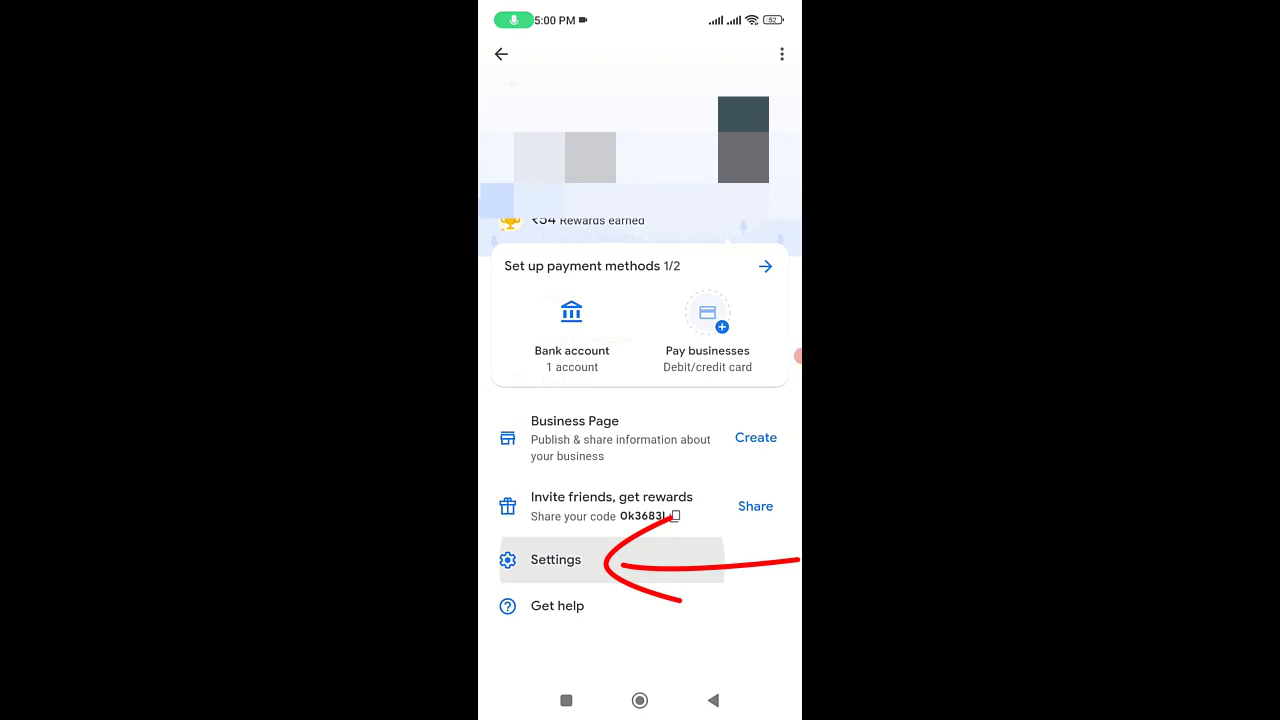 5:00 PM
52
₹54 Rewards earned
Set up payment methods 1/2
Bank account
1 account
Pay businesses
Debit/credit card
Business Page
Publish & share information about
your business
Create
Invite friends, get rewards
Share your code
Share
Settings
Get help